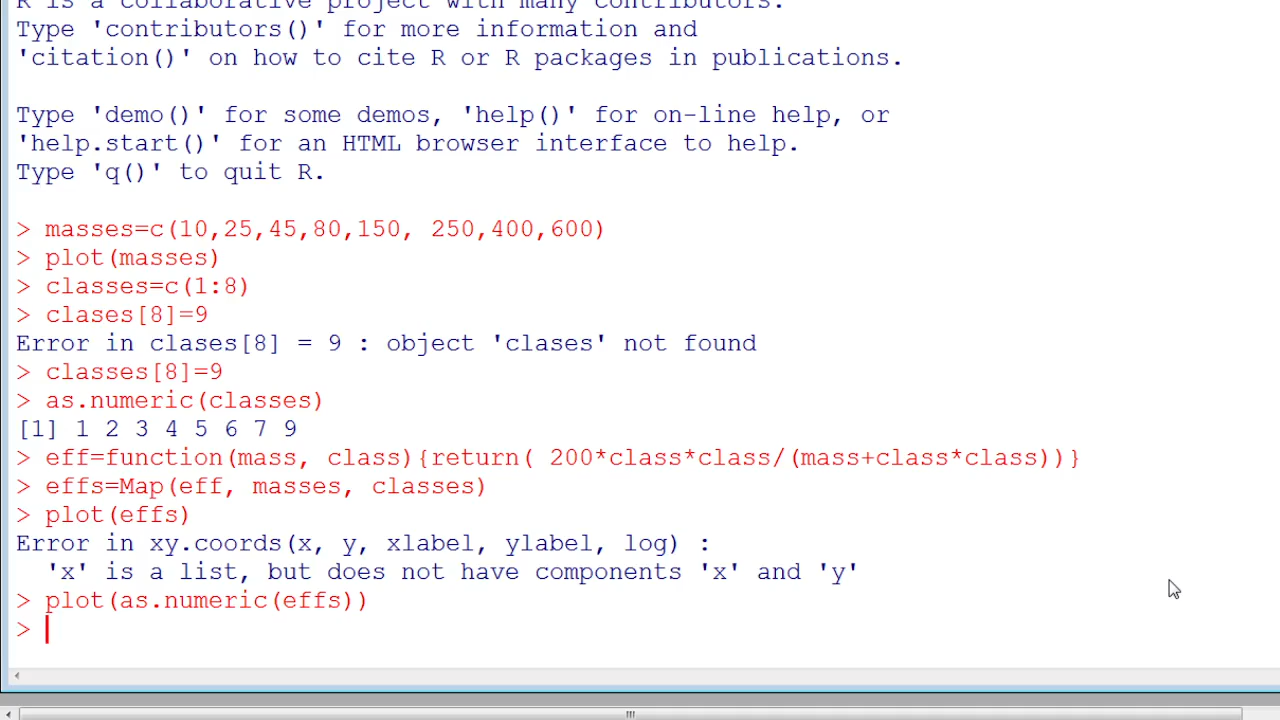 R is a collaborative project with many contributors.
Type 'contributors()' for more information and
'citation()' on how to cite R or R packages in publications.
Type 'demo()' for some demos, 'help()' for on-line help, or
'help.start()' for an HTML browser interface to help.
Type 'q()' to quit R.
> masses=c(10,25,45,80,150, 250,400,600)
> plot(masses)
> classes=c(1:8)
> clases[8]=9
Error in clases[8] = 9 : object 'clases' not found
> classes[8]=9
> as.numeric(classes)
[1] 1 2 3 4 5 6 7 9
> eff=function(mass, class){return( 200*class*class/(mass+class*class))}
> effs=Map(eff, masses, classes)
> plot(effs)
Error in xy.coords(x, y, xlabel, ylabel, log) :
'x' is a list, but does not have components 'x' and 'y'
> plot(as.numeric(effs))
>